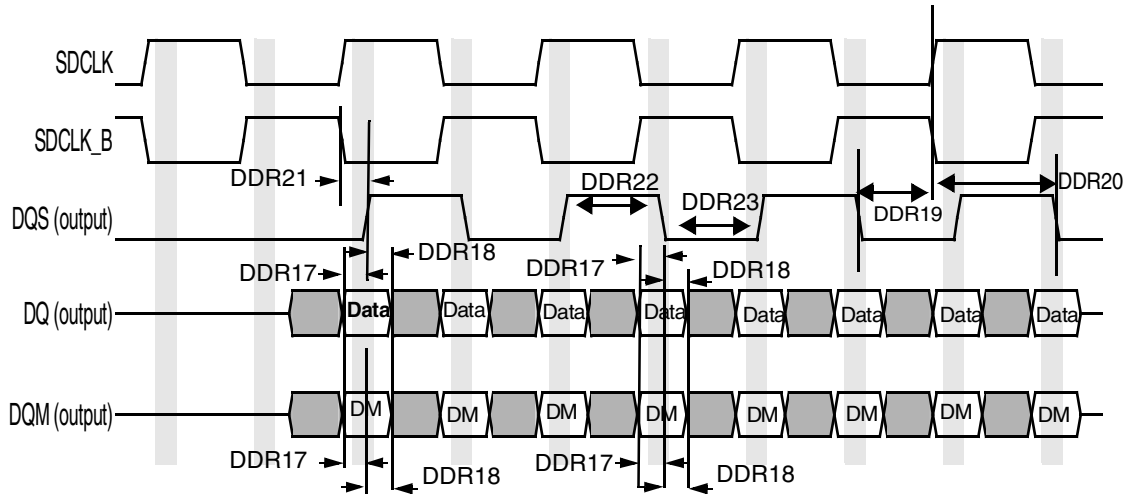 SDCLK
SDCLK_B
DDR21
DDR22
DDR23
DDR19
DDR20
DQS (output)
DDR18
DDR17
DDR17
DDR18
DQ (output)
Data Data Data Data Data Data Data Data
DQM (output)
DM DM DM DM DM DM DM DM
DDR17
DDR18
DDR17
DDR18